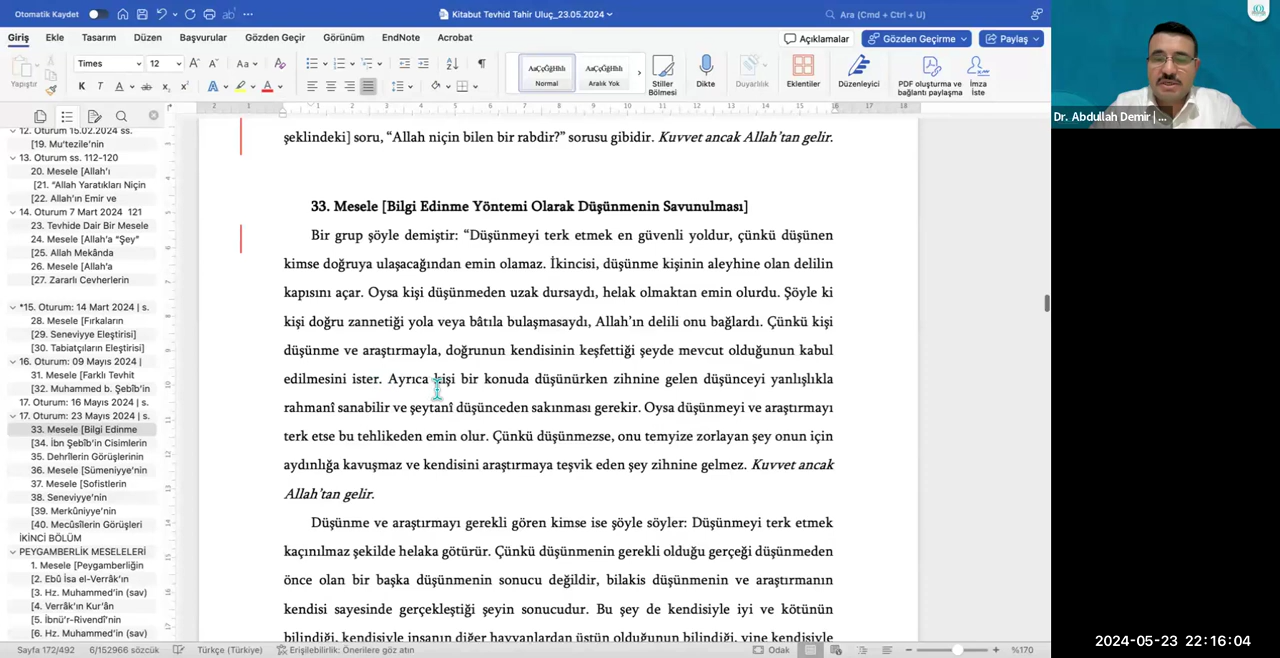 Otomatik Kaydet
Kitabut Tevhid Tahir Uluç_23.05.2024
Ara (Cmd + Ctrl + U)
Giriş Ekle Tasarım Düzen Başvurular Gözden Geçir Görünüm EndNote Acrobat
Açıklamalar Gözden Geçirme Paylaş
Yapıştır
Times 12
K T A
AaÇçĞğHh AaÇçĞğHh
Normal Aralık Yok
Stiller Bölmesi
Dikte
Duyarlılık
Eklentiler
Düzenleyici
PDF oluşturma ve bağlantı paylaşma
İmza İste
12. Oturum 15.02.2024 ss.
[19. Mu'tezile'nin
13. Oturum ss. 112-120
20. Mesele [Allah'ı
[21. “Allah Yaratıkları Niçin
[22. Allah'ın Emir ve
14. Oturum 7 Mart 2024 121
23. Tevhide Dair Bir Mesele
24. Mesele [Allah'a “Şey”
[25. Allah Mekânda
26. Mesele [Allah'a
[27. Zararlı Cevherlerin
*15. Oturum: 14 Mart 2024 | s.
28. Mesele [Fırkaların
[29. Seneviyye Eleştirisi]
[30. Tabiatçıların Eleştirisi]
16. Oturum: 09 Mayıs 2024 |
31. Mesele [Farklı Tevhit
[32. Muhammed b. Şebîb'in
17. Oturum: 16 Mayıs 2024 | s.
17. Oturum: 23 Mayıs 2024 | s.
33. Mesele [Bilgi Edinme
[34. İbn Şebîb'in Cisimlerin
35. Dehrîlerin Görüşlerinin
36. Mesele [Sümeniyye'nin
37. Mesele [Sofistlerin
38. Seneviyye'nin
[39. Merkûniyye'nin
[40. Mecûsîlerin Görüşleri
İKİNCİ BÖLÜM
PEYGAMBERLİK MESELELERİ
1. Mesele [Peygamberliğin
[2. Ebû İsa el-Verrâk'ın
[3. Hz. Muhammed'in (sav)
[4. Verrâk'ın Kur'ân
[5. İbnü'r-Rivendî'nin
[6. Hz. Muhammed'in (sav)
şeklindeki] soru, “Allah niçin bilen bir rabdir?” sorusu gibidir. Kuvvet ancak Allah'tan gelir.
33. Mesele [Bilgi Edinme Yöntemi Olarak Düşünmenin Savunulması]
Bir grup şöyle demiştir: “Düşünmeyi terk etmek en güvenli yoldur, çünkü düşünen
kimse doğruya ulaşacağından emin olamaz. İkincisi, düşünme kişinin aleyhine olan delilin
kapısını açar. Oysa kişi düşünmeden uzak dursaydı, helak olmaktan emin olurdu. Şöyle ki
kişi doğru zannetiği yola veya bâtıla bulaşmasaydı, Allah'ın delili onu bağlardı. Çünkü kişi
düşünme ve araştırmayla, doğrunun kendisinin keşfettiği şeyde mevcut olduğunun kabul
edilmesini ister. Ayrıca kişi bir konuda düşünürken zihnine gelen düşünceyi yanlışlıkla
rahmanî sanabilir ve şeytanî düşünceden sakınması gerekir. Oysa düşünmeyi ve araştırmayı
terk etse bu tehlikeden emin olur. Çünkü düşünmezse, onu temyize zorlayan şey onun için
aydınlığa kavuşmaz ve kendisini araştırmaya teşvik eden şey zihnine gelmez. Kuvvet ancak
Allah'tan gelir.
Düşünme ve araştırmayı gerekli gören kimse ise şöyle söyler: Düşünmeyi terk etmek
kaçınılmaz şekilde helaka götürür. Çünkü düşünmenin gerekli olduğu gerçeği düşünmeden
önce olan bir başka düşünmenin sonucu değildir, bilakis düşünmenin ve araştırmanın
kendisi sayesinde gerçekleştiği şeyin sonucudur. Bu şey de kendisiyle iyi ve kötünün
bilindiği, kendisiyle insanın diğer hayvanlardan üstün olduğunun bilindiği, yine kendisiyle
Sayfa 172/492 6/152966 sözcük Türkçe (Türkiye) Erişilebilirlik: Önerilere göz atın Odak %170
Dr. Abdullah Demir | ...
2024-05-23 22:16:04